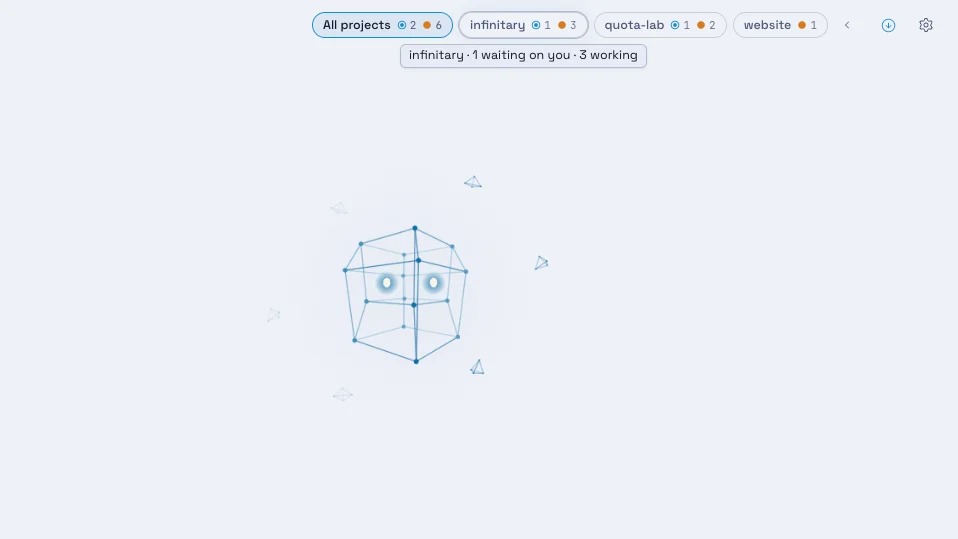 All projects 2 6 infinitary 1 3 quota-lab 1 2 website 1
infinitary · 1 waiting on you · 3 working